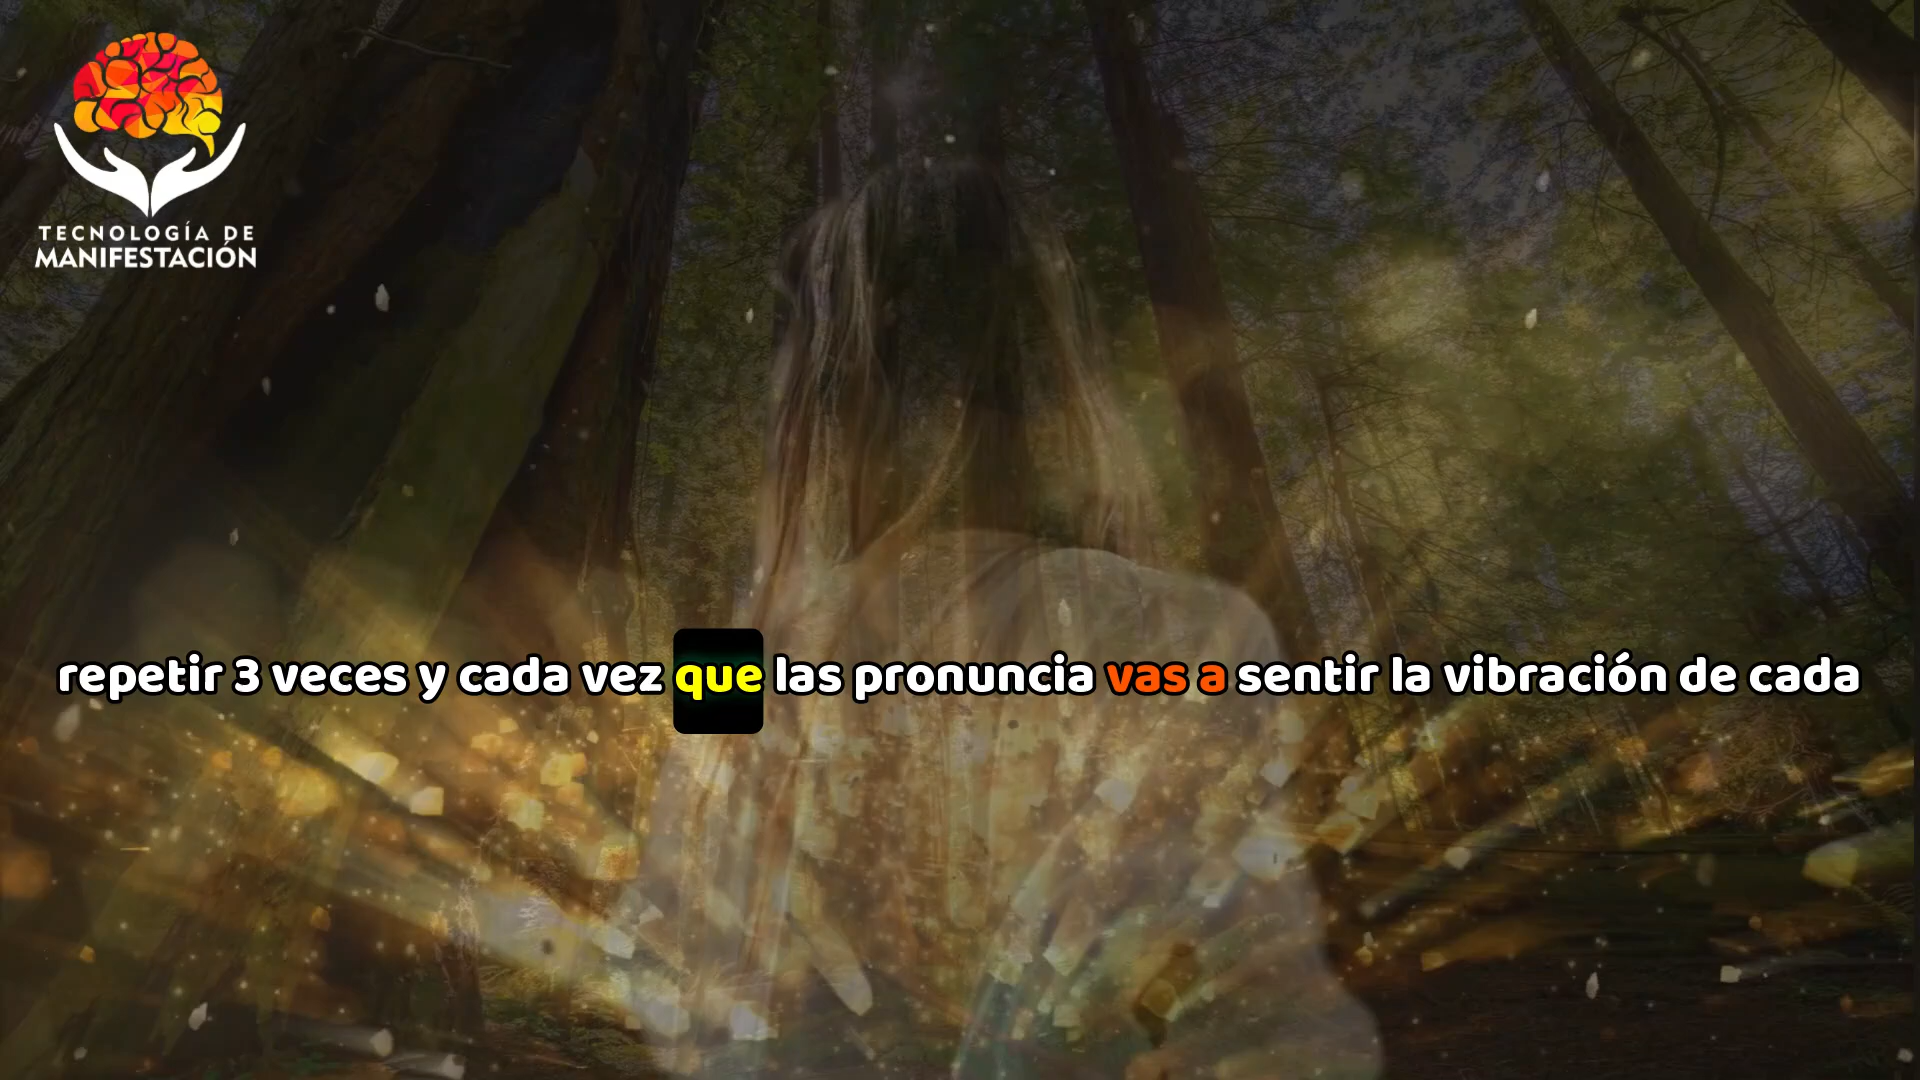 TECNOLOGÍA DE
MANIFESTACIÓN
repetir 3 veces y cada vez que las pronuncia vas a sentir la vibración de cada